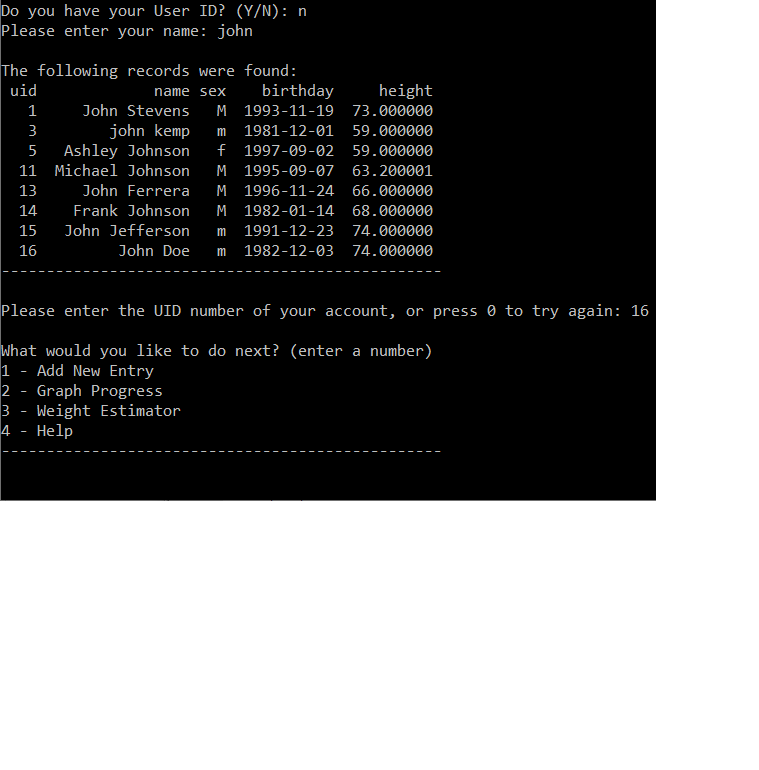 Do you have your User ID? (Y/N): n
Please enter your name: john
The following records were found:
uid name sex birthday height
1 John Stevens M 1993-11-19 73.000000
3 john kemp m 1981-12-01 59.000000
5 Ashley Johnson f 1997-09-02 59.000000
11 Michael Johnson M 1995-09-07 63.200001
13 John Ferrera M 1996-11-24 66.000000
14 Frank Johnson M 1982-01-14 68.000000
15 John Jefferson m 1991-12-23 74.000000
16 John Doe m 1982-12-03 74.000000
-------------------------------------------------
Please enter the UID number of your account, or press 0 to try again: 16
What would you like to do next? (enter a number)
1 - Add New Entry
2 - Graph Progress
3 - Weight Estimator
4 - Help
-------------------------------------------------